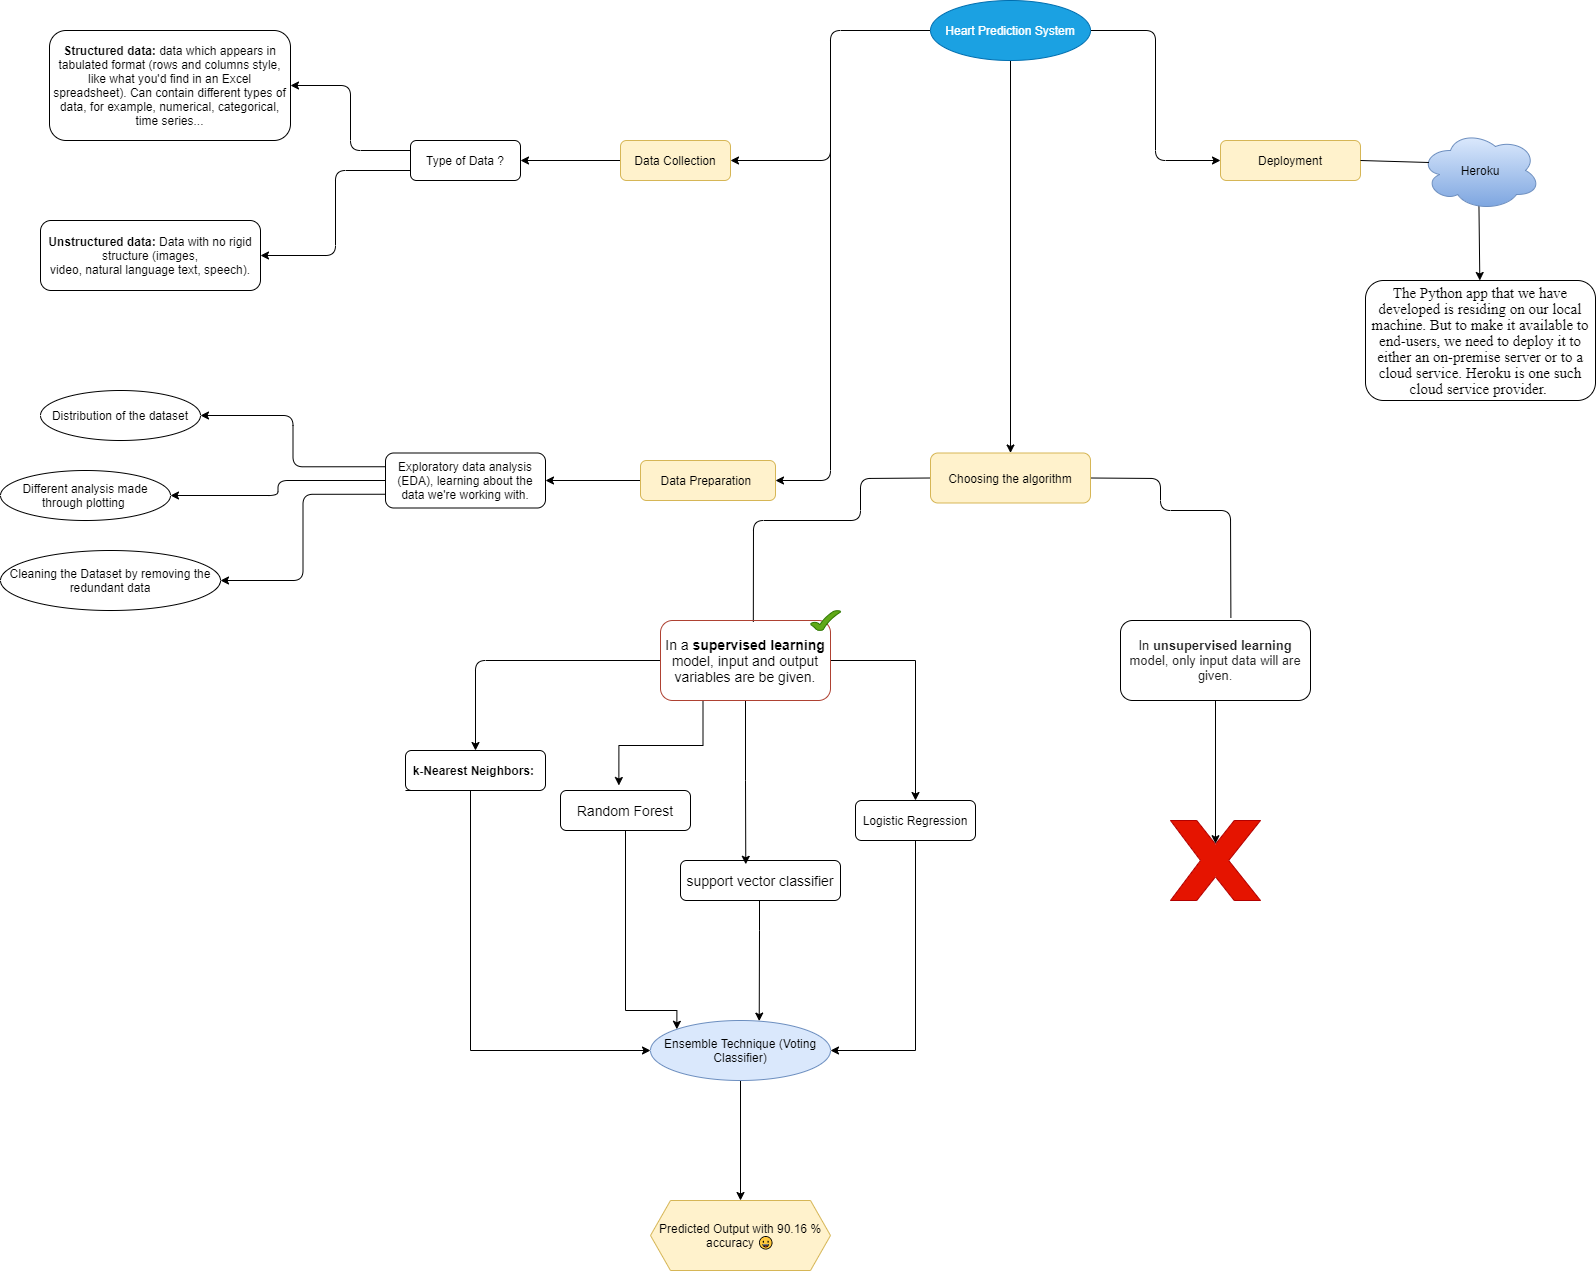 Heart Prediction System
Structured data: data which appears in
tabulated format (rows and columns style,
like what you'd find in an Excel
spreadsheet). Can contain different types of
data, for example, numerical, categorical,
time series...
Type of Data ?
Data Collection
Deployment
Heroku
Unstructured data: Data with no rigid
structure (images,
video, natural language text, speech).
The Python app that we have
developed is residing on our local
machine. But to make it available to
end-users, we need to deploy it to
either an on-premise server or to a
cloud service. Heroku is one such
cloud service provider.
Distribution of the dataset
Different analysis made
through plotting
Cleaning the Dataset by removing the
redundant data
Exploratory data analysis
(EDA), learning about the
data we're working with.
Data Preparation
Choosing the algorithm
In a supervised learning
model, input and output
variables are be given.
In unsupervised learning
model, only input data will are
given.
k-Nearest Neighbors:
Random Forest
Logistic Regression
support vector classifier
Ensemble Technique (Voting
Classifier)
Predicted Output with 90.16 %
accuracy 😀